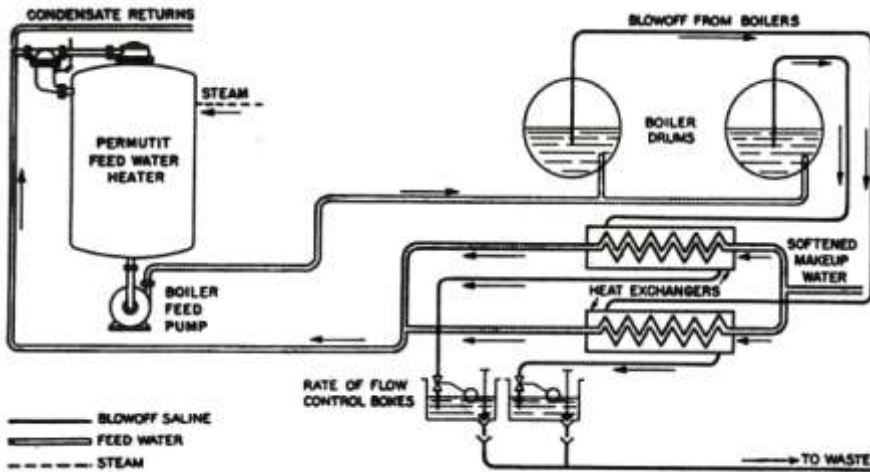 CONDENSATE RETURNS
BLOWOFF FROM BOILERS
STEAM
PERMUTIT
FEED WATER
HEATER
BOILER
DRUMS
SOFTENED
MAKEUP
WATER
HEAT EXCHANGERS
BOILER
FEED
PUMP
RATE OF FLOW
CONTROL BOXES
BLOWOFF SALINE
FEED WATER
STEAM
TO WASTE